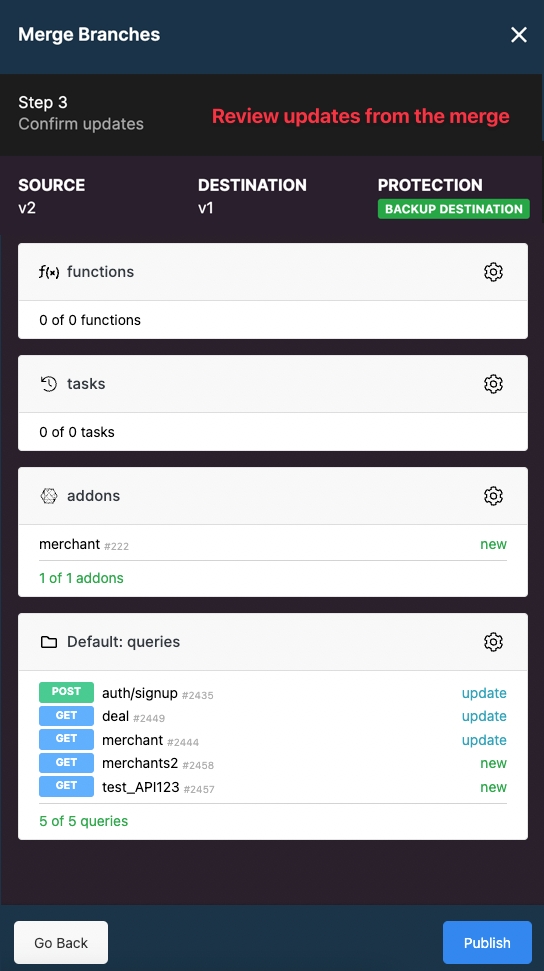 Merge Branches
Step 3
Confirm updates
Review updates from the merge
SOURCE
v2
DESTINATION
v1
PROTECTION
BACKUP DESTINATION
f(x) functions
0 of 0 functions
tasks
0 of 0 tasks
addons
merchant #222 new
1 of 1 addons
Default: queries
POST auth/signup #2435 update
GET deal #2449 update
GET merchant #2444 update
GET merchants2 #2458 new
GET test_API123 #2457 new
5 of 5 queries
Go Back
Publish